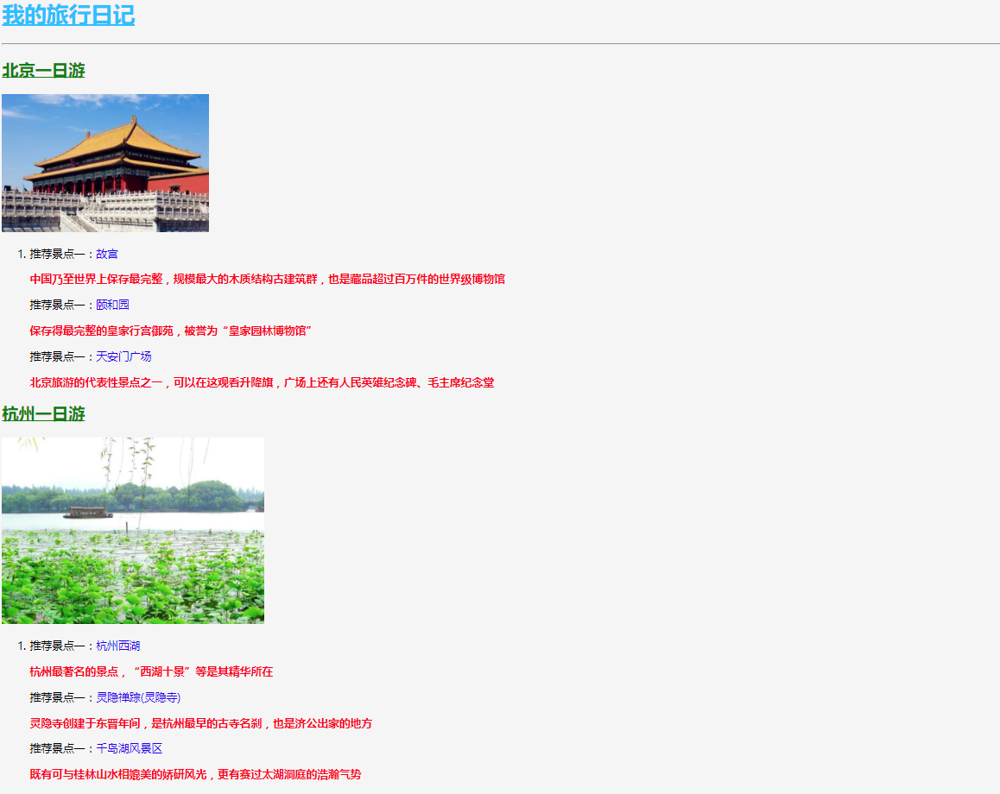 我的旅行日记
北京一日游
1. 推荐景点一：故宫
中国乃至世界上保存最完整，规模最大的木质结构古建筑群，也是藏品超过百万件的世界级博物馆
推荐景点一：颐和园
保存得最完整的皇家行宫御苑，被誉为“皇家园林博物馆”
推荐景点一：天安门广场
北京旅游的代表性景点之一，可以在这观看升降旗，广场上还有人民英雄纪念碑、毛主席纪念堂
杭州一日游
1. 推荐景点一：杭州西湖
杭州最著名的景点，“西湖十景”等是其精华所在
推荐景点一：灵隐禅踪(灵隐寺)
灵隐寺创建于东晋年间，是杭州最早的古寺名刹，也是济公出家的地方
推荐景点一：千岛湖风景区
既有可与桂林山水相媲美的娇研风光，更有赛过太湖洞庭的浩瀚气势